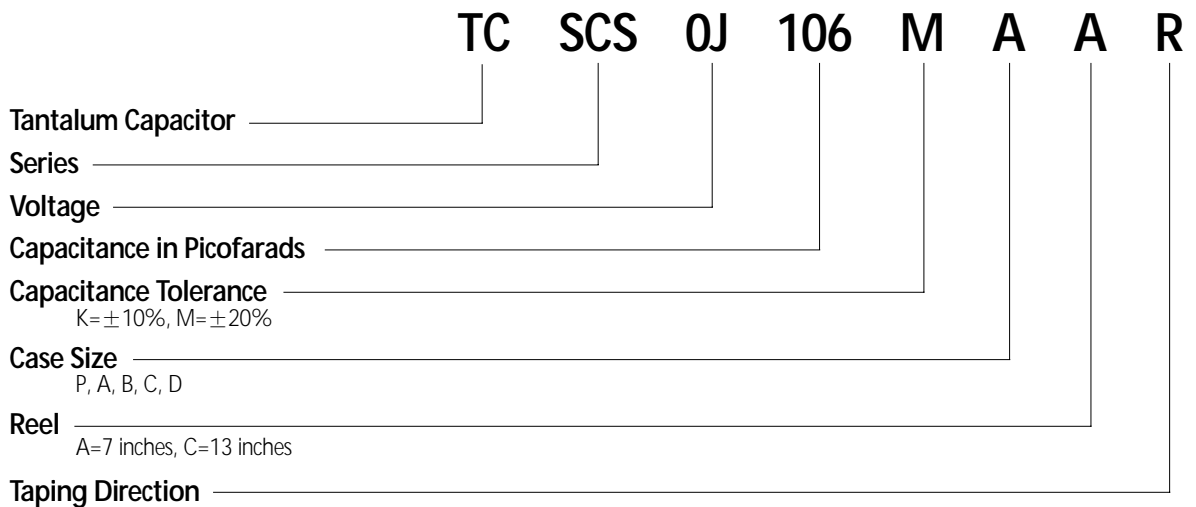 TC SCS 0J 106 M A A R
Tantalum Capacitor
Series
Voltage
Capacitance in Picofarads
Capacitance Tolerance
K=±10%, M=±20%
Case Size
P, A, B, C, D
Reel
A=7 inches, C=13 inches
Taping Direction